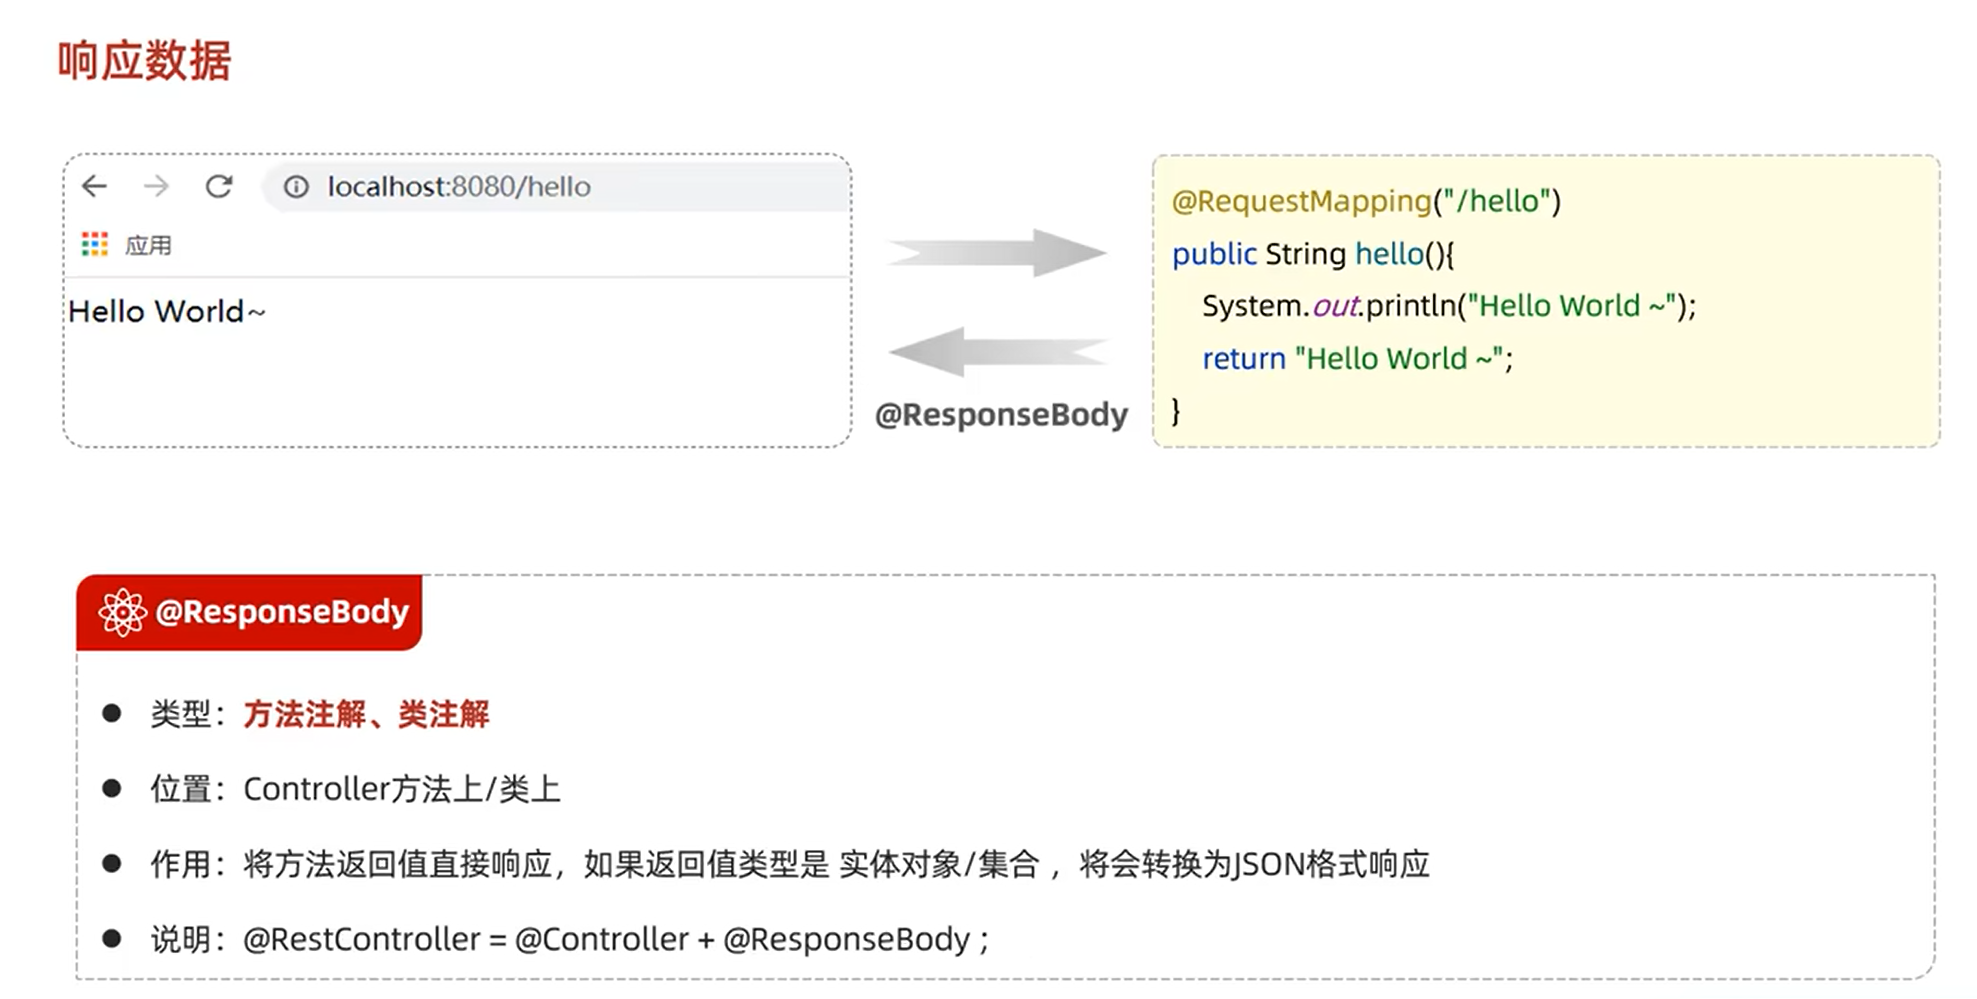 响应数据
localhost:8080/hello
应用
Hello World~
@ResponseBody
@RequestMapping("/hello")
public String hello(){
System.out.println("Hello World ~");
return "Hello World ~";
}
@ResponseBody
● 类型：方法注解、类注解
● 位置：Controller方法上/类上
● 作用：将方法返回值直接响应，如果返回值类型是 实体对象/集合 ，将会转换为JSON格式响应
● 说明：@RestController = @Controller + @ResponseBody ;